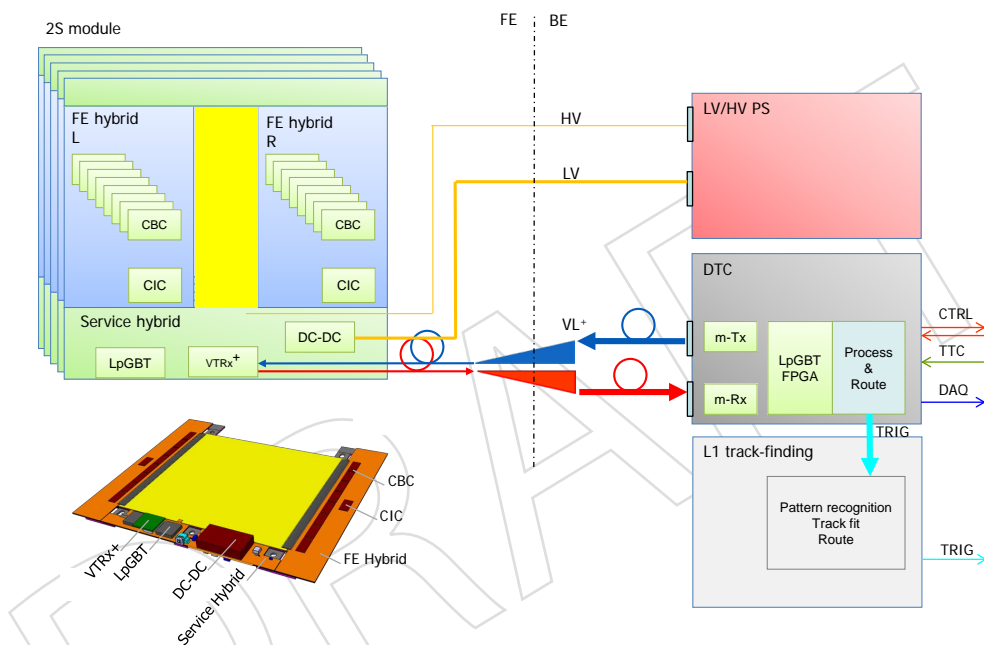 FE
BE
2S module
FE hybrid
L
FE hybrid
R
CBC
CBC
CIC
CIC
Service hybrid
DC-DC
LpGBT
VTRx+
HV
LV
VL+
LV/HV PS
DTC
m-Tx
m-Rx
LpGBT
FPGA
Process
&
Route
CTRL
TTC
DAQ
TRIG
L1 track-finding
Pattern recognition
Track fit
Route
TRIG
CBC
CIC
FE Hybrid
VTRx+
LpGBT
DC-DC
Service Hybrid
DRAFT